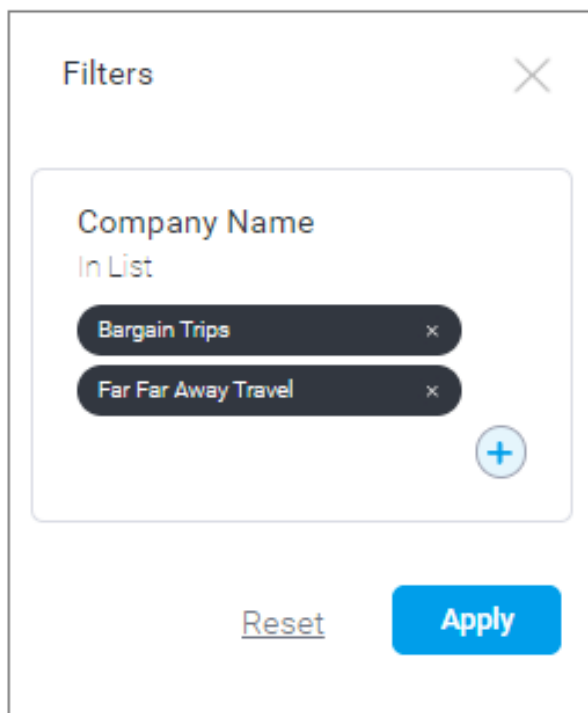 Filters
Company Name
In List
Bargain Trips ×
Far Far Away Travel ×
+
Reset Apply